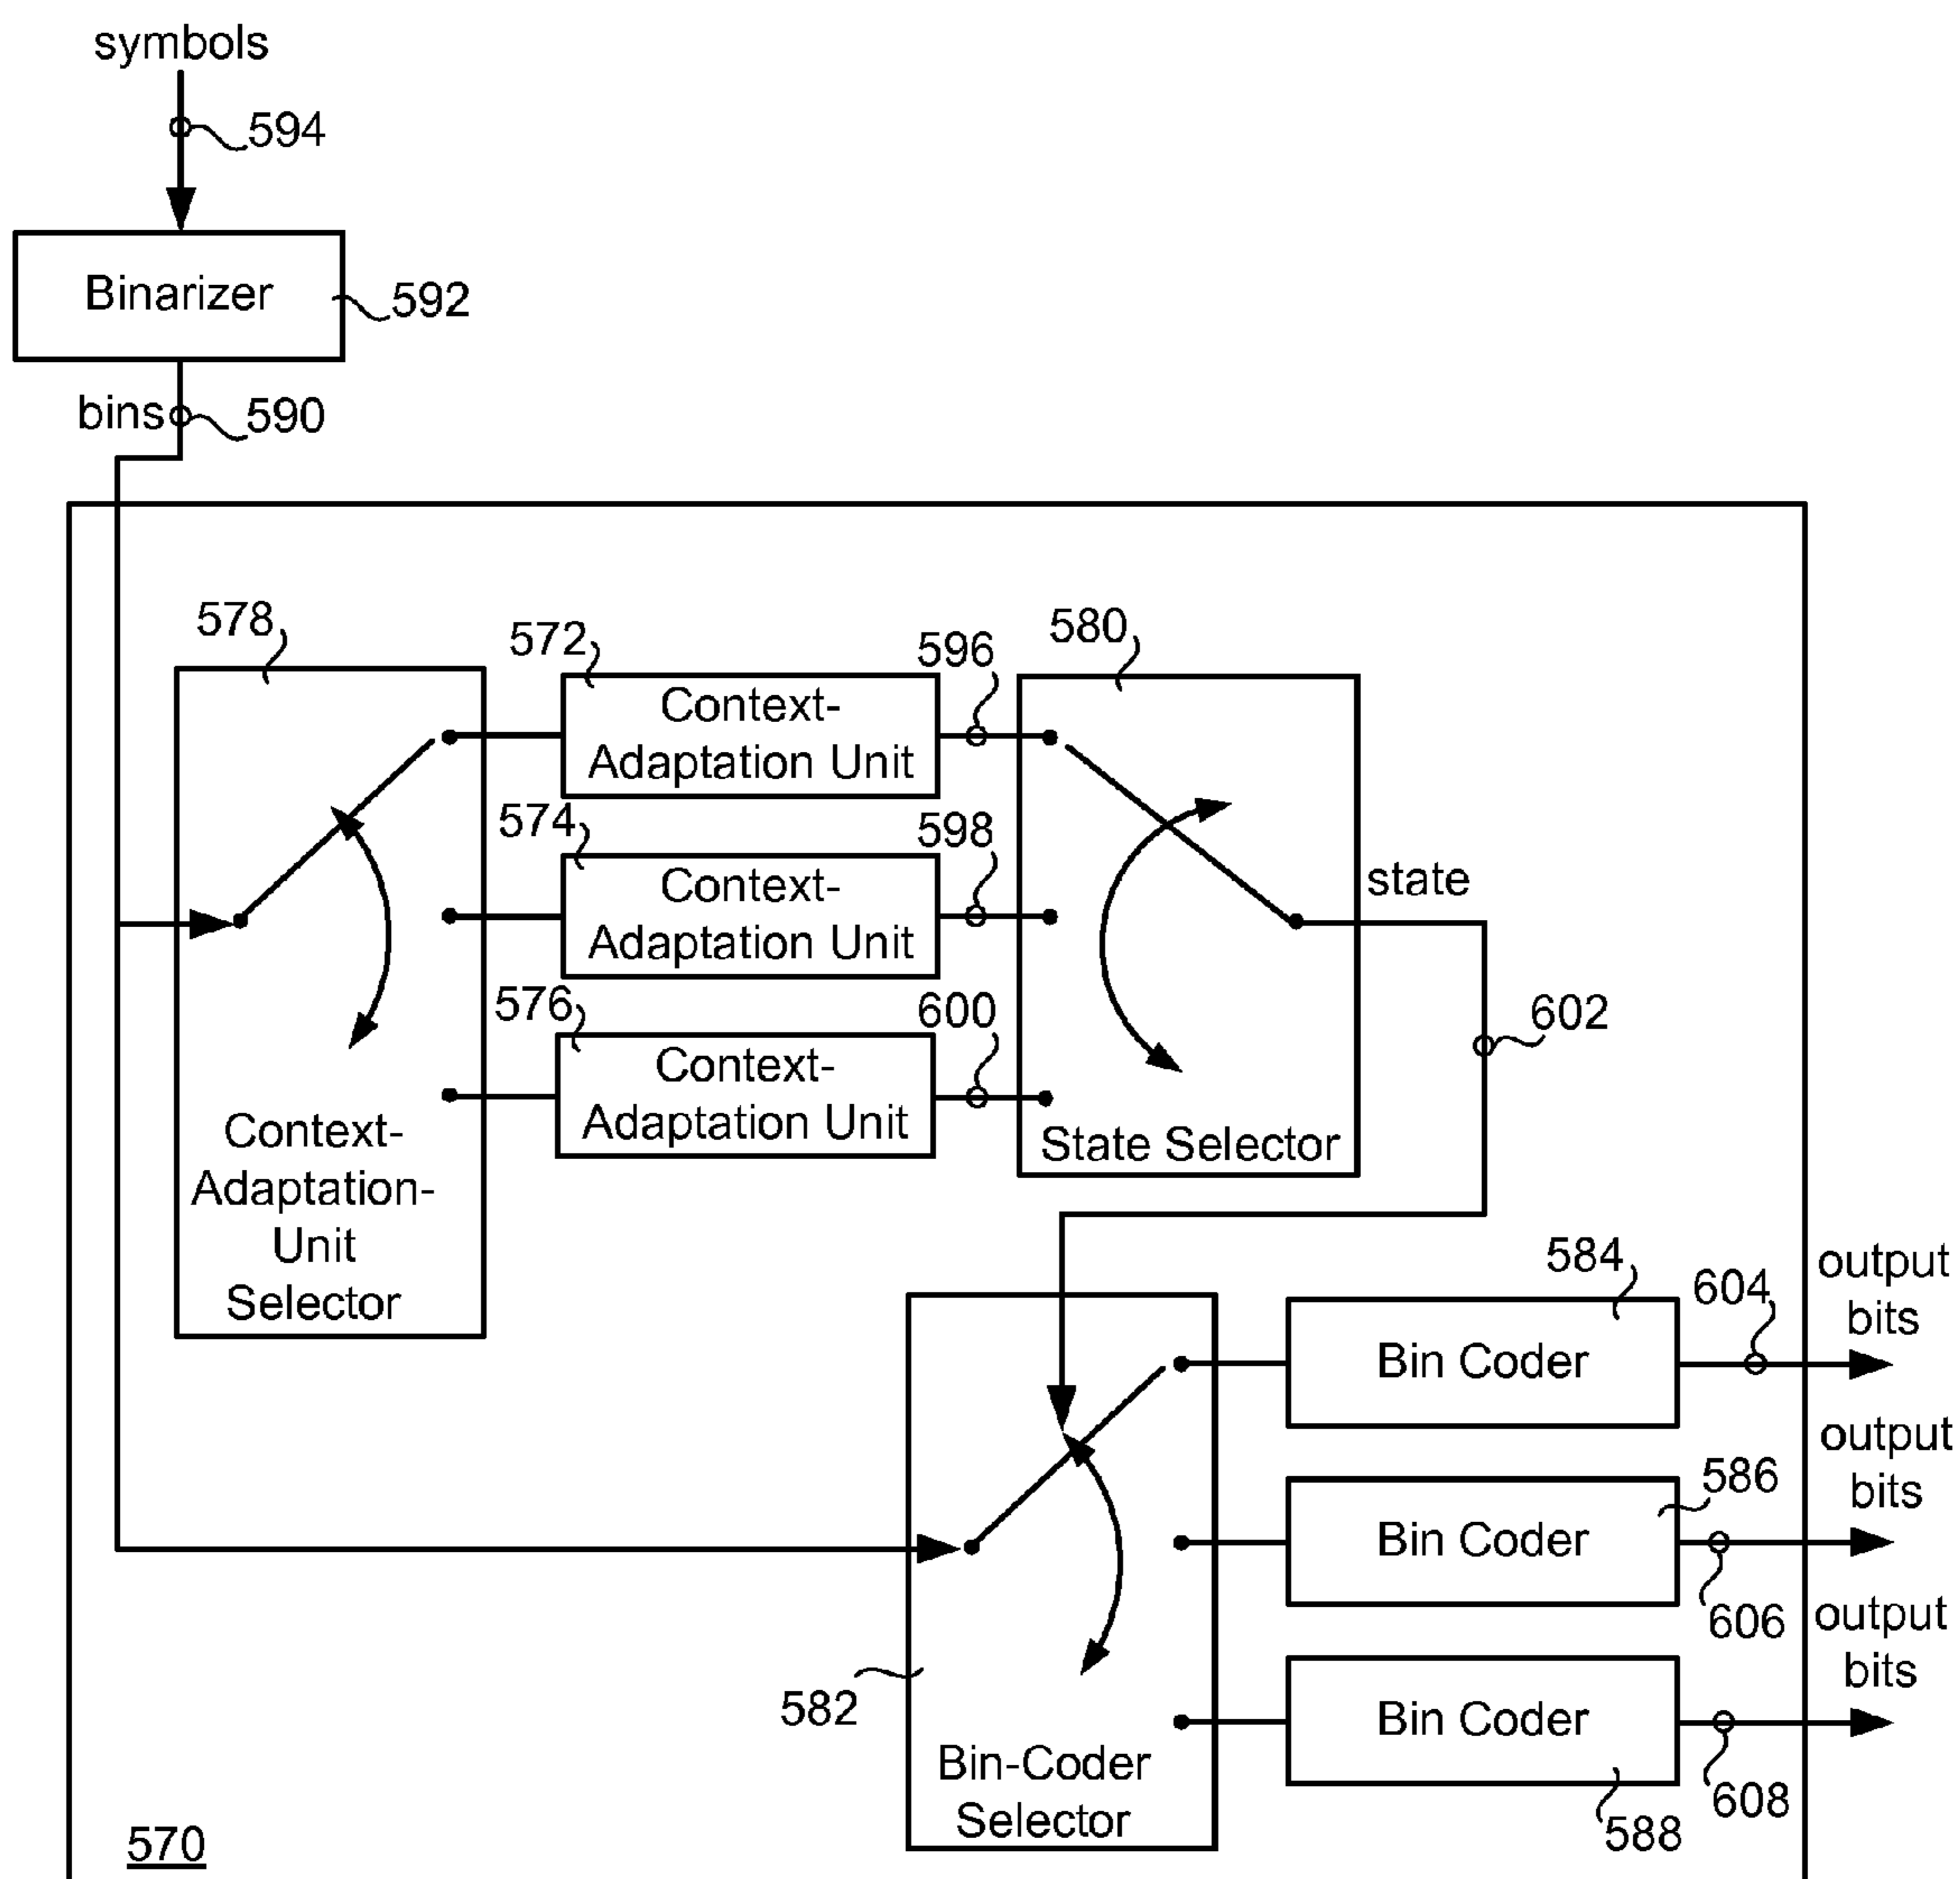 symbols
594
Binarizer
592
bins
590
578
572
596
580
Context-
Adaptation Unit
574
598
Context-
Adaptation Unit
state
576
600
602
Context-
Adaptation Unit
Context-
Adaptation-
Unit
Selector
State Selector
584
604
output
bits
Bin Coder
586
output
bits
Bin Coder
606
output
bits
582
Bin Coder
608
588
Bin-Coder
Selector
570